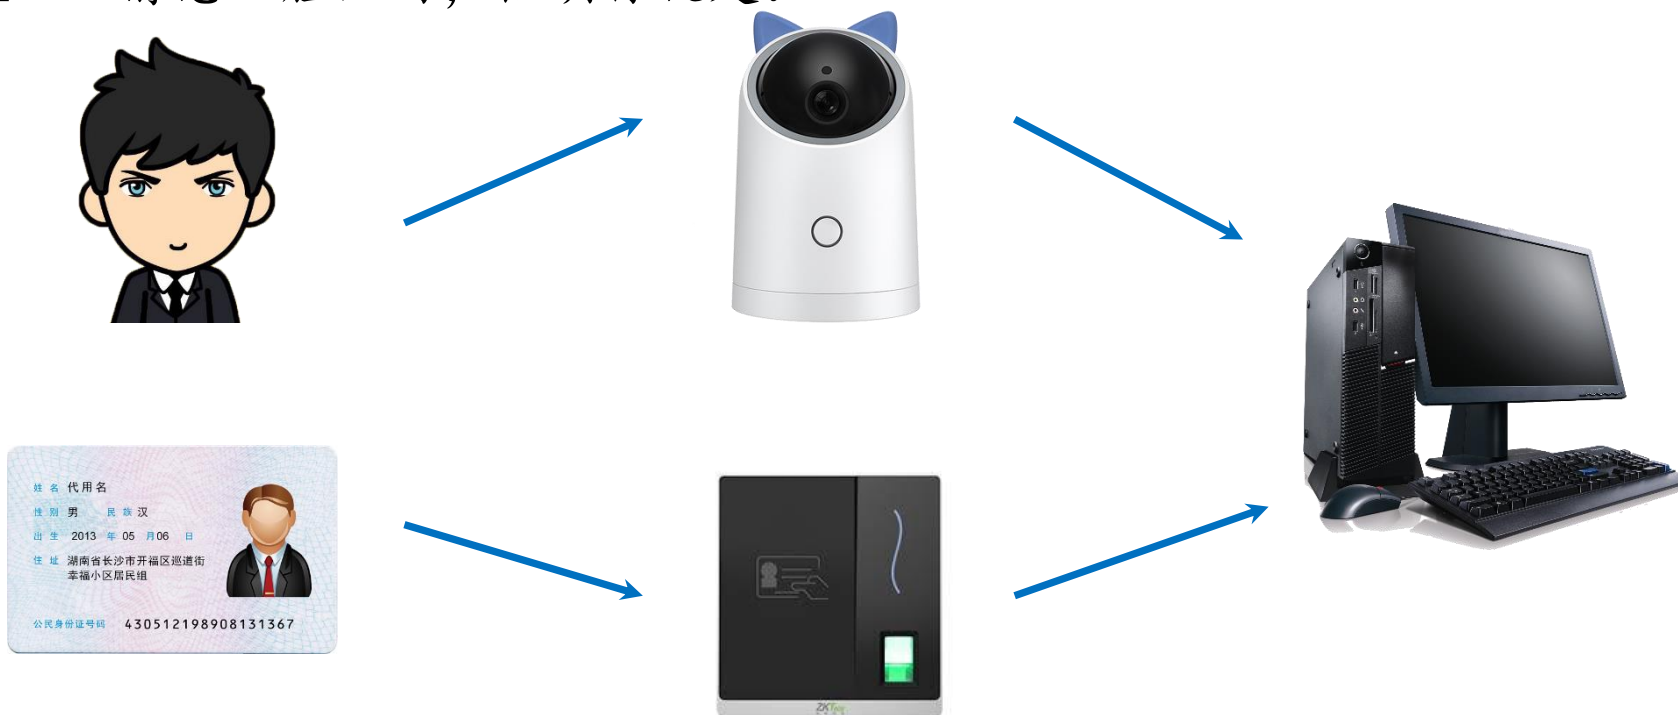 姓名 代用名
性别 男 民族 汉
出生 2013 年 05 月 06 日
住址 湖南省长沙市开福区巡道街
幸福小区居民组
公民身份证号码 430512198908131367
ZKTeco